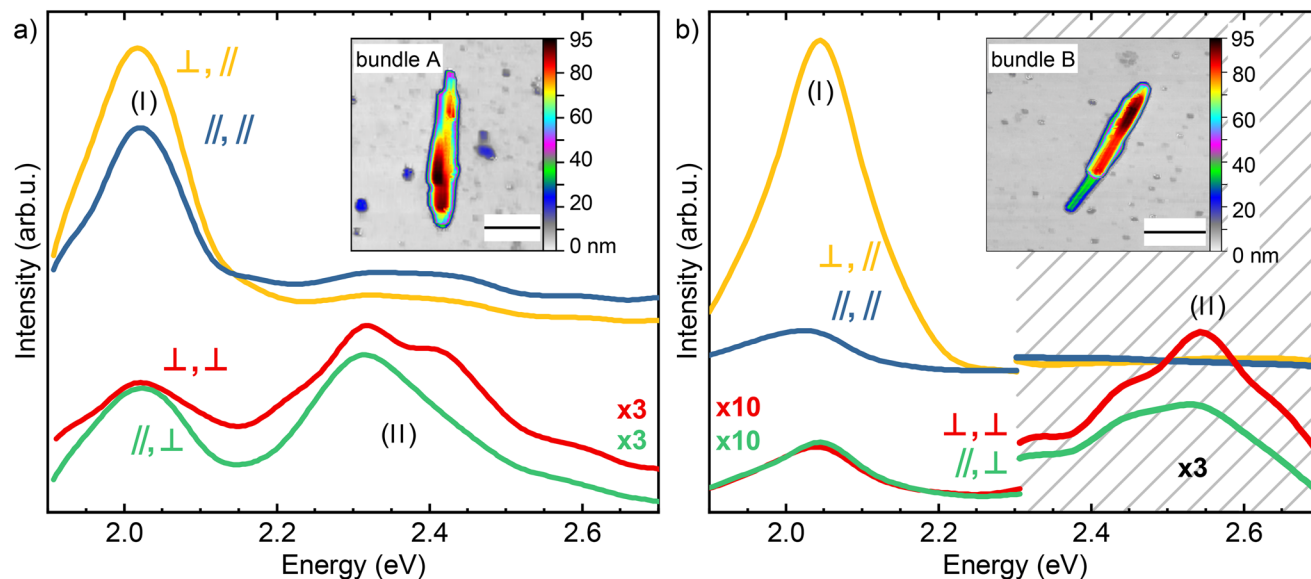 a)
⊥, //
(I)
//, //
bundle A
95
80
60
40
20
0 nm
⊥, ⊥
//, ⊥
(II)
x3
x3
Intensity (arb.u.)
2.0
2.2
2.4
2.6
Energy (eV)
b)
(I)
⊥, //
//, //
bundle B
95
80
60
40
20
0 nm
(II)
x10
x10
⊥, ⊥
//, ⊥
x3
Intensity (arb.u.)
2.0
2.2
2.4
2.6
Energy (eV)